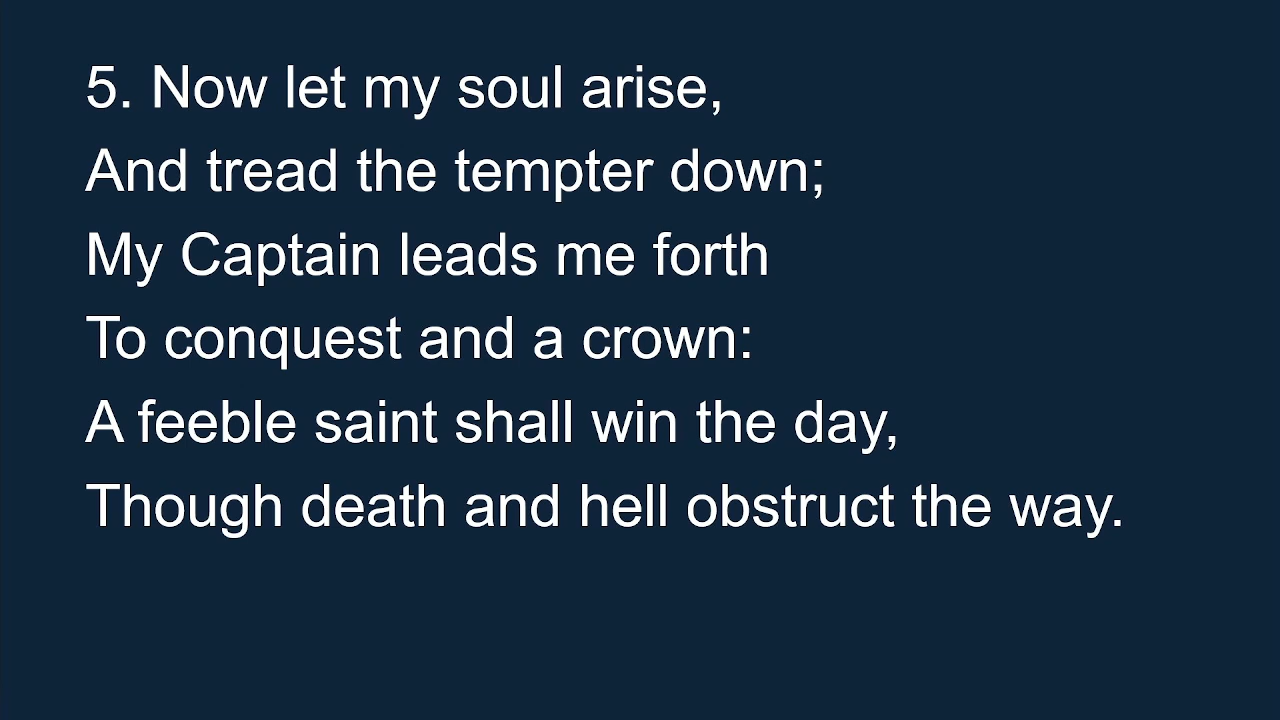 5. Now let my soul arise,
And tread the tempter down;
My Captain leads me forth
To conquest and a crown:
A feeble saint shall win the day,
Though death and hell obstruct the way.